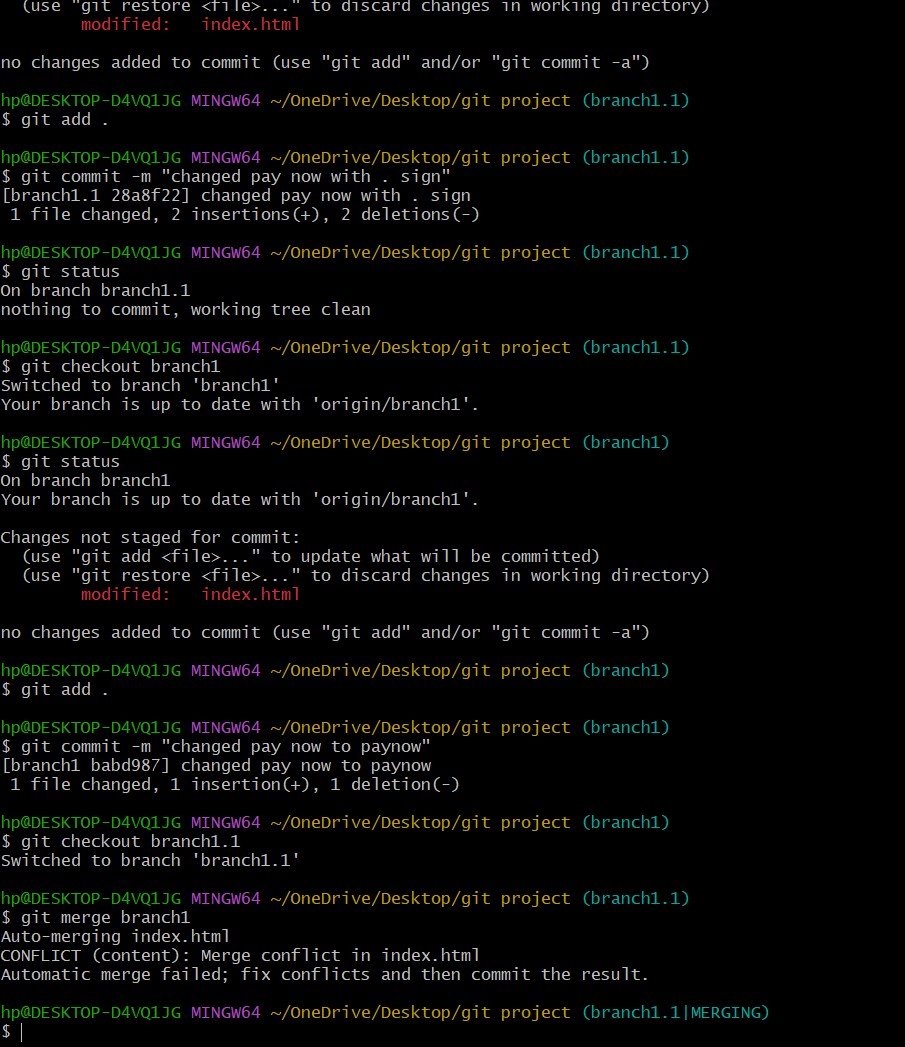 (use "git restore <file>..." to discard changes in working directory)
modified:   index.html
no changes added to commit (use "git add" and/or "git commit -a")
hp@DESKTOP-D4VQ1JG MINGW64 ~/OneDrive/Desktop/git project (branch1.1)
$ git add .
hp@DESKTOP-D4VQ1JG MINGW64 ~/OneDrive/Desktop/git project (branch1.1)
$ git commit -m "changed pay now with . sign"
[branch1.1 28a8f22] changed pay now with . sign
1 file changed, 2 insertions(+), 2 deletions(-)
hp@DESKTOP-D4VQ1JG MINGW64 ~/OneDrive/Desktop/git project (branch1.1)
$ git status
On branch branch1.1
nothing to commit, working tree clean
hp@DESKTOP-D4VQ1JG MINGW64 ~/OneDrive/Desktop/git project (branch1.1)
$ git checkout branch1
Switched to branch 'branch1'
Your branch is up to date with 'origin/branch1'.
hp@DESKTOP-D4VQ1JG MINGW64 ~/OneDrive/Desktop/git project (branch1)
$ git status
On branch branch1
Your branch is up to date with 'origin/branch1'.
Changes not staged for commit:
(use "git add <file>..." to update what will be committed)
(use "git restore <file>..." to discard changes in working directory)
modified:   index.html
no changes added to commit (use "git add" and/or "git commit -a")
hp@DESKTOP-D4VQ1JG MINGW64 ~/OneDrive/Desktop/git project (branch1)
$ git add .
hp@DESKTOP-D4VQ1JG MINGW64 ~/OneDrive/Desktop/git project (branch1)
$ git commit -m "changed pay now to paynow"
[branch1 babd987] changed pay now to paynow
1 file changed, 1 insertion(+), 1 deletion(-)
hp@DESKTOP-D4VQ1JG MINGW64 ~/OneDrive/Desktop/git project (branch1)
$ git checkout branch1.1
Switched to branch 'branch1.1'
hp@DESKTOP-D4VQ1JG MINGW64 ~/OneDrive/Desktop/git project (branch1.1)
$ git merge branch1
Auto-merging index.html
CONFLICT (content): Merge conflict in index.html
Automatic merge failed; fix conflicts and then commit the result.
hp@DESKTOP-D4VQ1JG MINGW64 ~/OneDrive/Desktop/git project (branch1.1|MERGING)
$